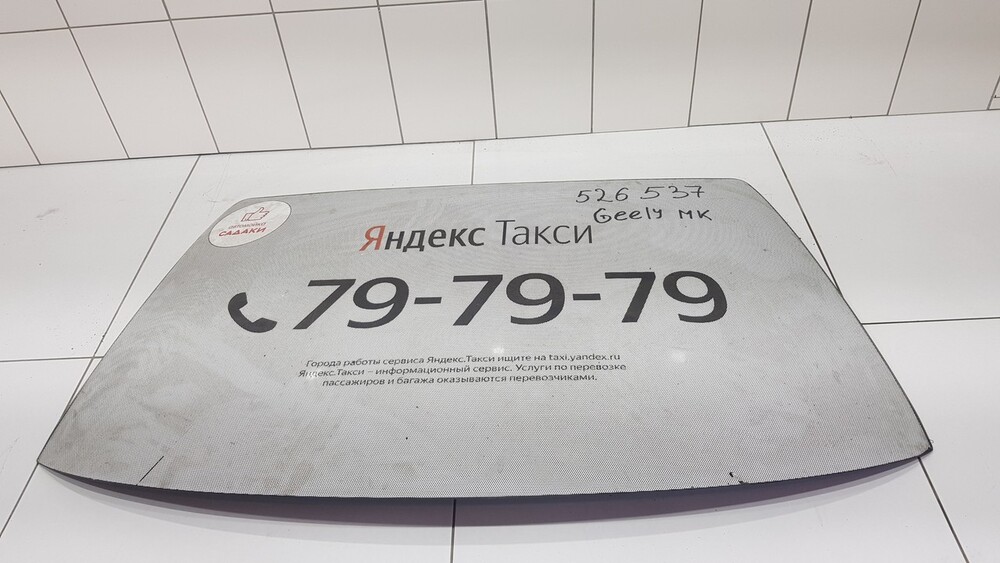 526 537
Geely MK
автомойка
САДАКИ
Яндекс Такси
79-79-79
Города работы сервиса Яндекс.Такси ищите на taxi.yandex.ru
Яндекс.Такси – информационный сервис. Услуги по перевозке
пассажиров и багажа оказываются перевозчиками.